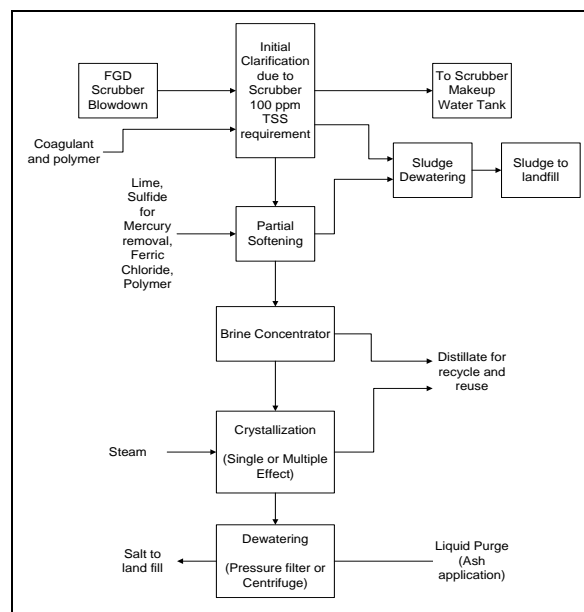 FGD
Scrubber
Blowdown
Initial
Clarification
due to
Scrubber
100 ppm
TSS
requirement
To Scrubber
Makeup
Water Tank
Coagulant
and polymer
Sludge
Dewatering
Sludge to
landfill
Lime,
Sulfide
for
Mercury
removal,
Ferric
Chloride,
Polymer
Partial
Softening
Brine Concentrator
Distillate for
recycle and
reuse
Steam
Crystallization
(Single or Multiple
Effect)
Salt to
land fill
Dewatering
(Pressure filter or
Centrifuge)
Liquid Purge
(Ash
application)